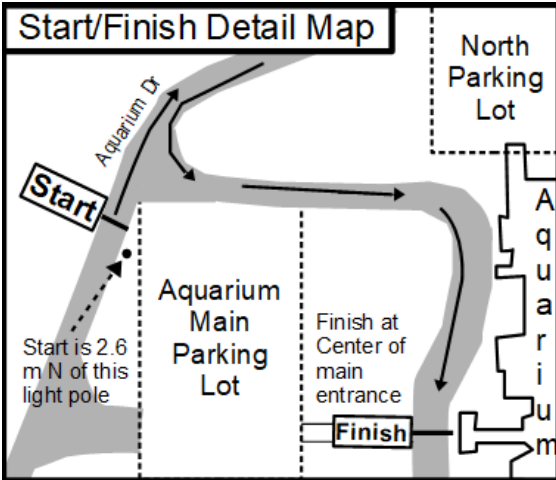 Start/Finish Detail Map
North
Parking
Lot
Aquarium Dr
Start
Aquarium
Aquarium
Main
Parking
Lot
Finish at
Center of
main
entrance
Start is 2.6
m N of this
light pole
Finish